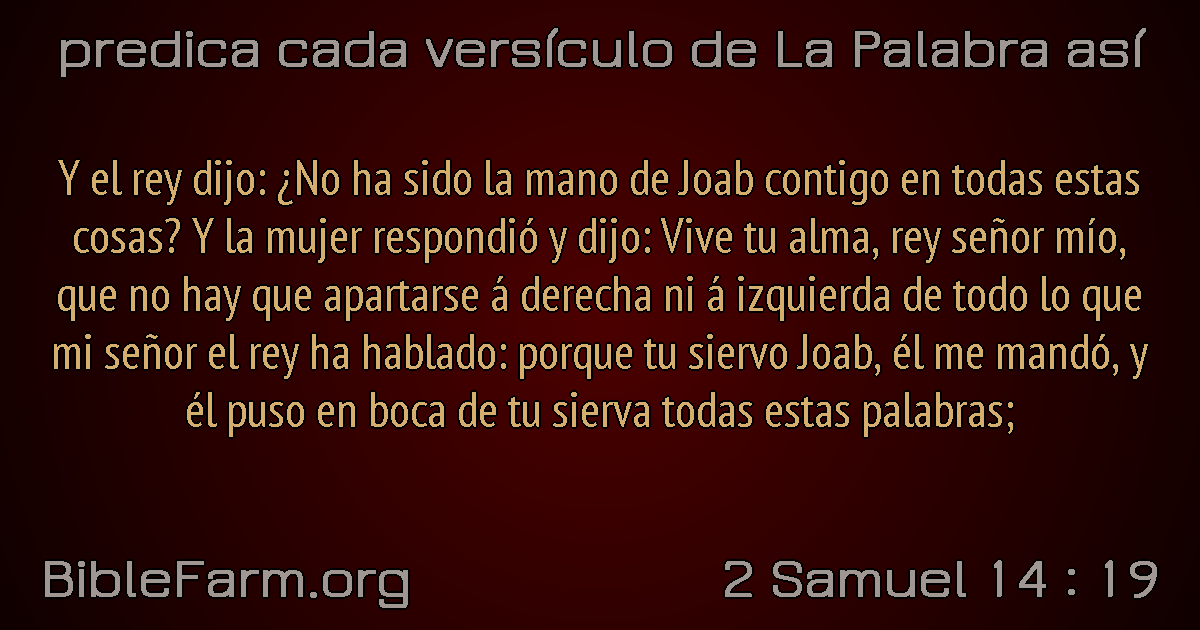 predica cada versículo de La Palabra así
Y el rey dijo: ¿No ha sido la mano de Joab contigo en todas estas
cosas? Y la mujer respondió y dijo: Vive tu alma, rey señor mío,
que no hay que apartarse á derecha ni á izquierda de todo lo que
mi señor el rey ha hablado: porque tu siervo Joab, él me mandó, y
él puso en boca de tu sierva todas estas palabras;
BibleFarm.org
2 Samuel 14 : 19